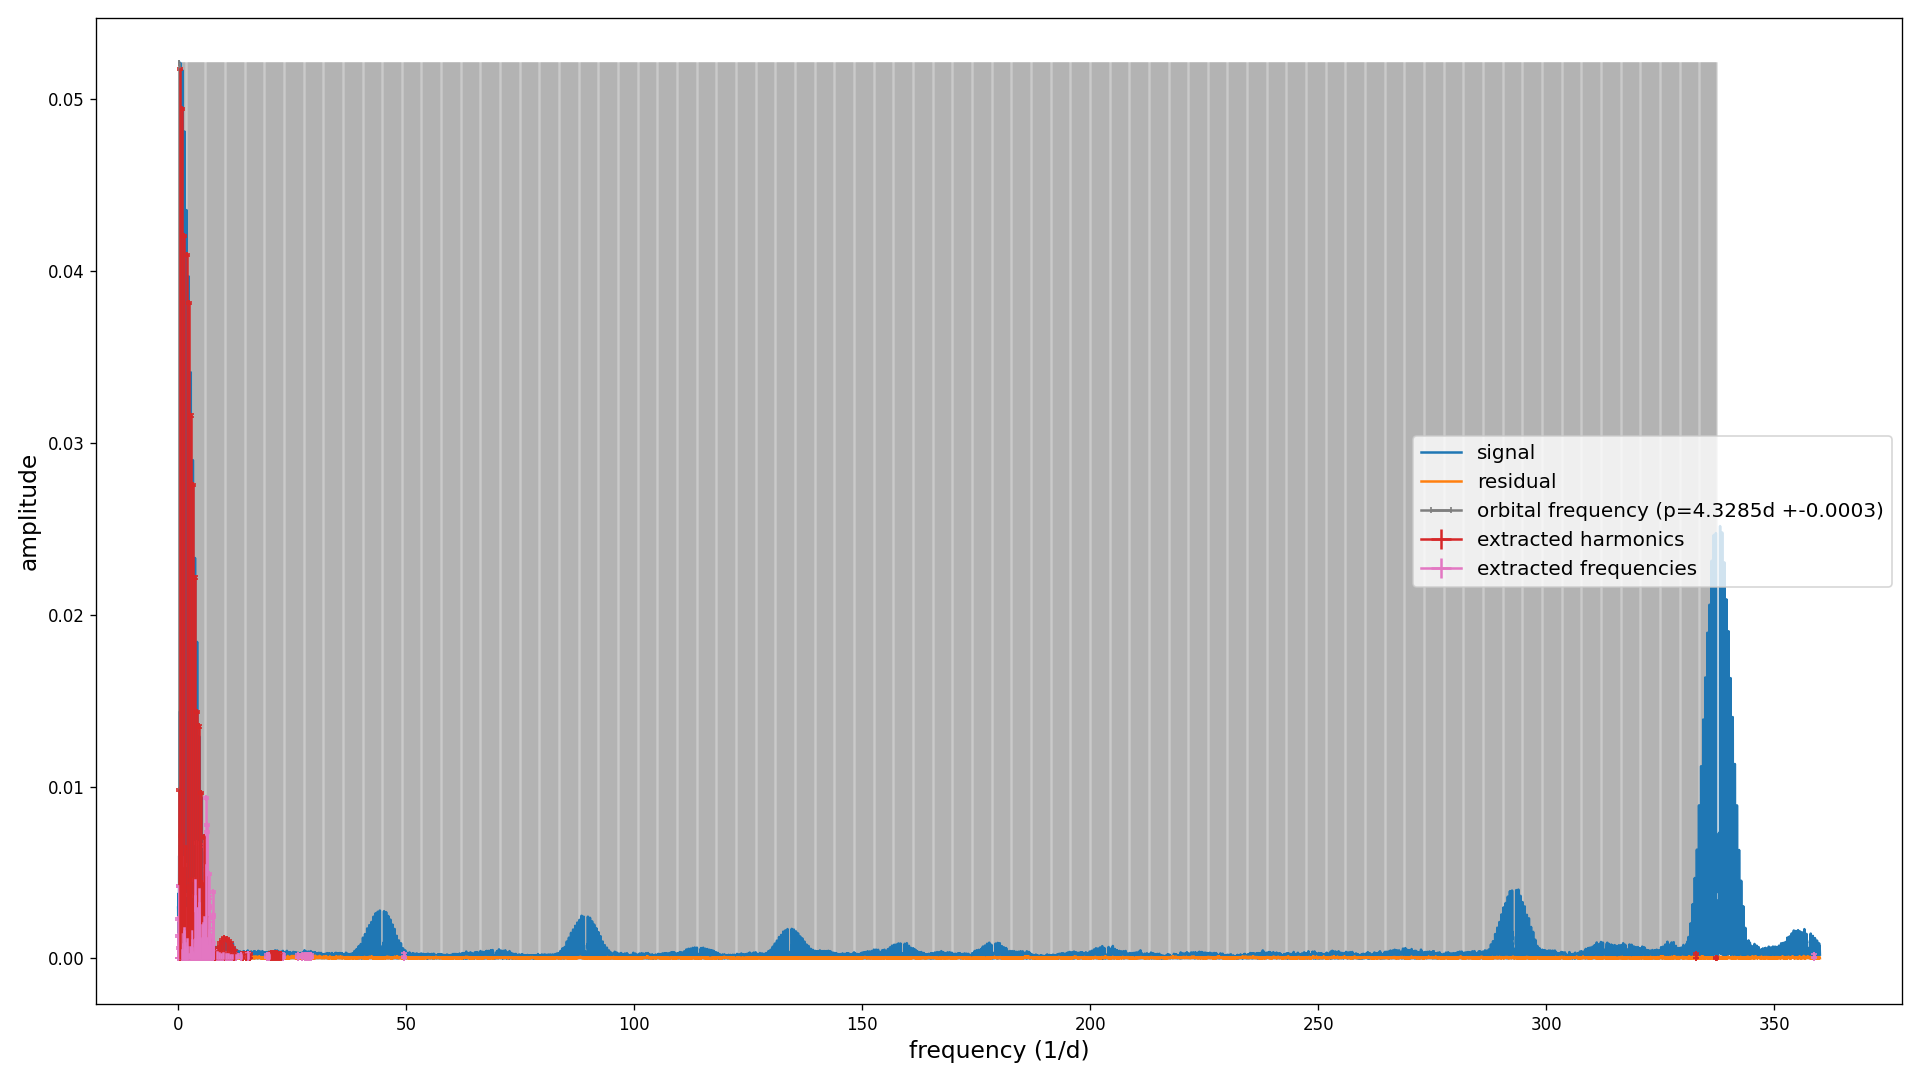 0.05
0.04
0.03
0.02
0.01
0.00
amplitude
signal
residual
orbital frequency (p=4.3285d +-0.0003)
extracted harmonics
extracted frequencies
0 50 100 150 200 250 300 350
frequency (1/d)